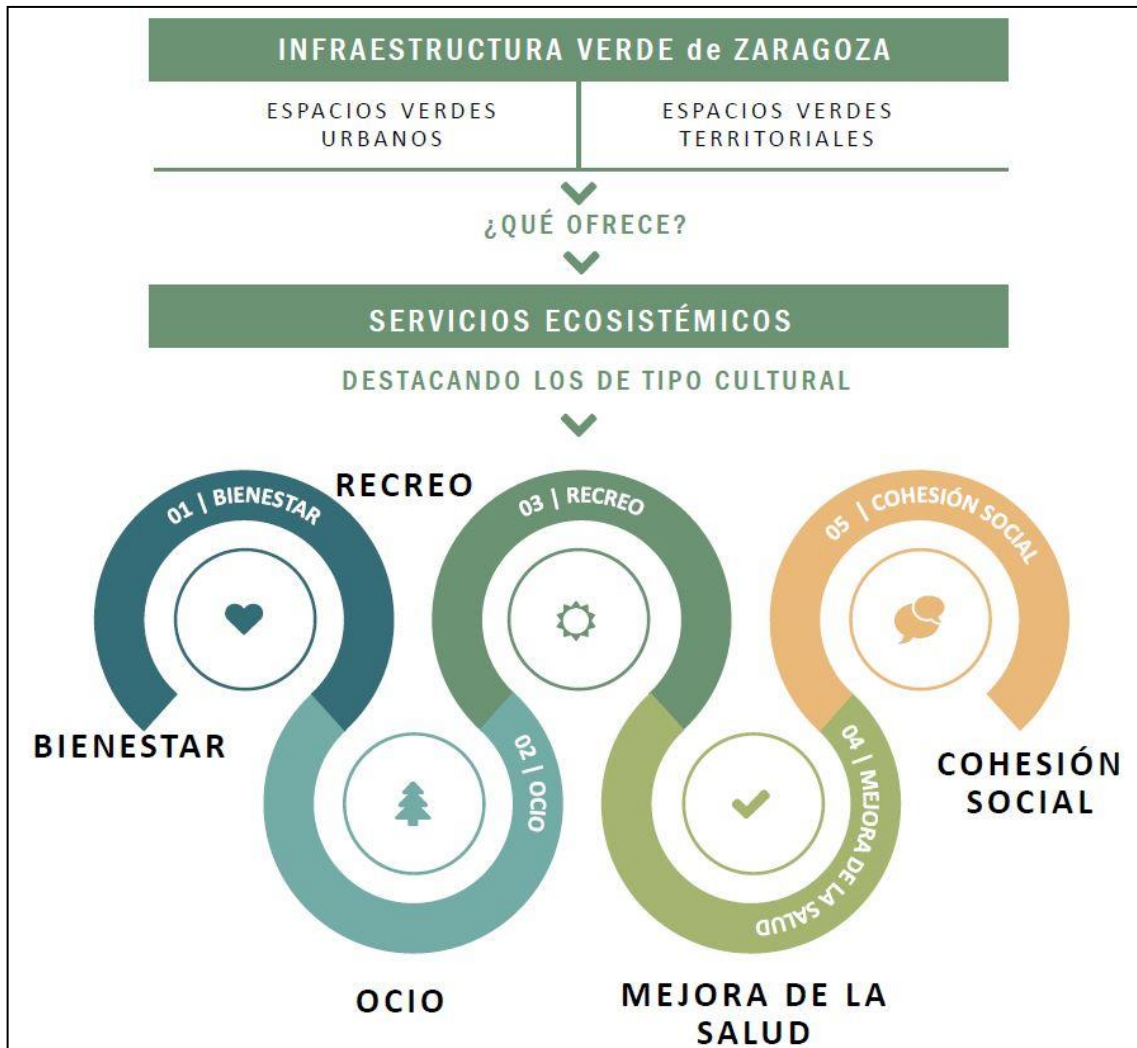 INFRAESTRUCTURA VERDE de ZARAGOZA
ESPACIOS VERDES
URBANOS
ESPACIOS VERDES
TERRITORIALES
¿QUÉ OFRECE?
SERVICIOS ECOSISTÉMICOS
DESTACANDO LOS DE TIPO CULTURAL
01 | BIENESTAR
BIENESTAR
02 | OCIO
OCIO
RECREO
03 | RECREO
04 | MEJORA DE LA SALUD
MEJORA DE LA
SALUD
05 | COHESIÓN SOCIAL
COHESIÓN
SOCIAL